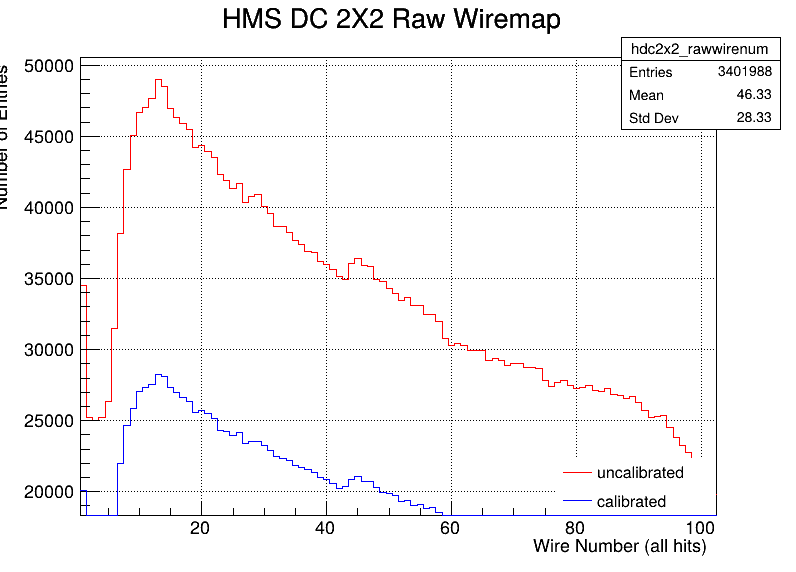 HMS DC 2X2 Raw Wiremap
hdc2x2_rawwirenum
Entries 3401988
Mean 46.33
Std Dev 28.33
Number of Entries
50000
45000
40000
35000
30000
25000
20000
uncalibrated
calibrated
20 40 60 80 100
Wire Number (all hits)